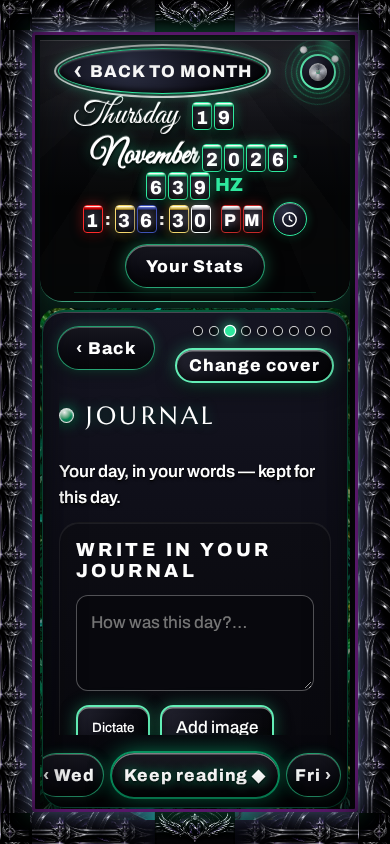 ‹ BACK TO MONTH
Thursday 19
November 2026 ·
639 HZ
1:36:30 PM
Your Stats
‹ Back
Change cover
JOURNAL
Your day, in your words — kept for
this day.
WRITE IN YOUR
JOURNAL
How was this day?...
Dictate
Add image
‹ Wed
Keep reading ◆
Fri ›